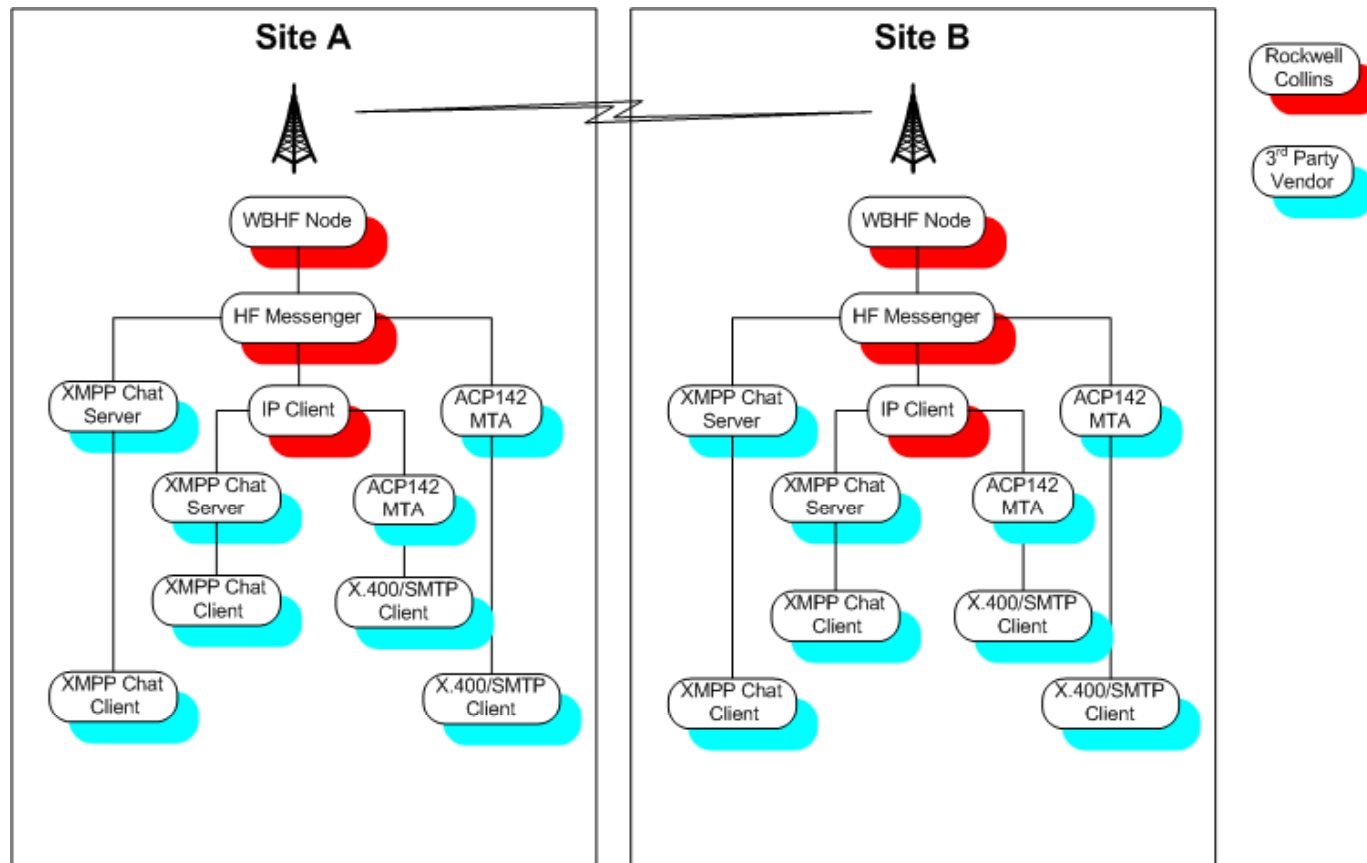 Site A
WBHF Node
HF Messenger
XMPP Chat
Server
IP Client
ACP142
MTA
XMPP Chat
Server
ACP142
MTA
XMPP Chat
Client
X.400/SMTP
Client
XMPP Chat
Client
X.400/SMTP
Client
Site B
WBHF Node
HF Messenger
XMPP Chat
Server
IP Client
ACP142
MTA
XMPP Chat
Server
ACP142
MTA
XMPP Chat
Client
X.400/SMTP
Client
XMPP Chat
Client
X.400/SMTP
Client
Rockwell
Collins
3rd Party
Vendor